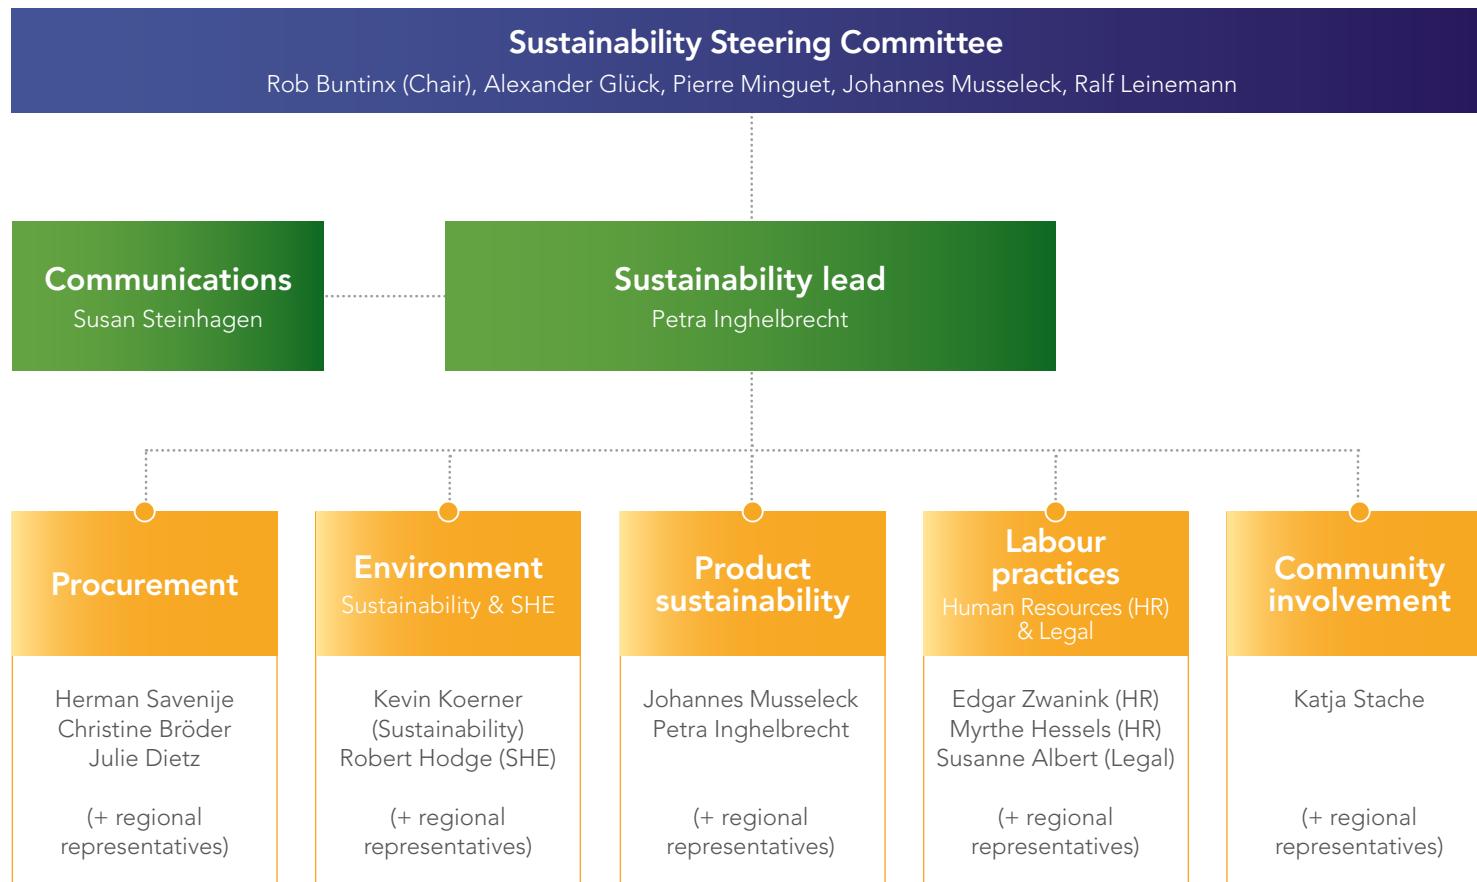 Sustainability Steering Committee
Rob Buntinx (Chair), Alexander Glück, Pierre Minguet, Johannes Musseleck, Ralf Leinemann
Communications
Susan Steinhagen
Sustainability lead
Petra Inghelbrecht
Procurement
Herman Savenije
Christine Bröder
Julie Dietz
(+ regional
representatives)
Environment
Sustainability & SHE
Kevin Koerner
(Sustainability)
Robert Hodge (SHE)
(+ regional
representatives)
Product
sustainability
Johannes Musseleck
Petra Inghelbrecht
(+ regional
representatives)
Labour
practices
Human Resources (HR)
& Legal
Edgar Zwanink (HR)
Myrthe Hessels (HR)
Susanne Albert (Legal)
(+ regional
representatives)
Community
involvement
Katja Stache
(+ regional
representatives)